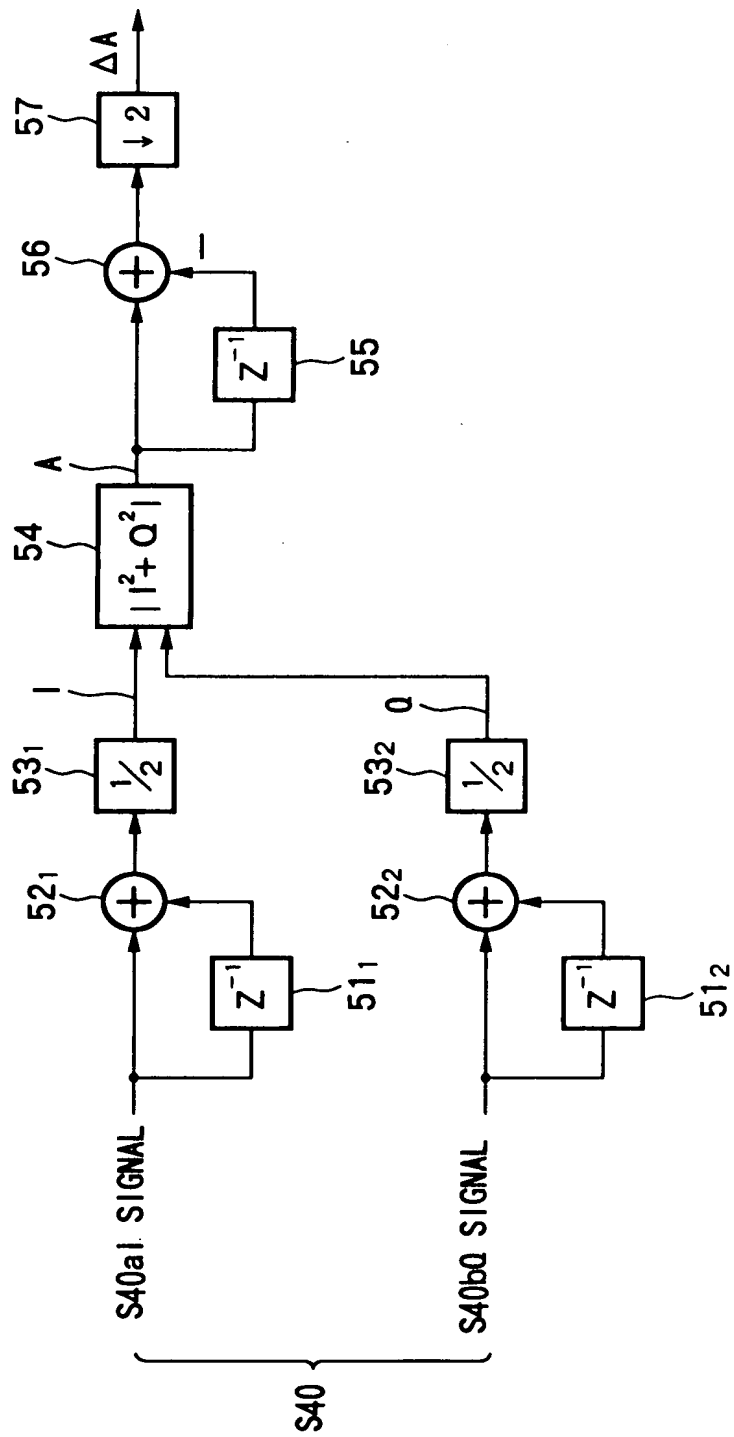 S40
S40aI SIGNAL
S40bQ SIGNAL
Z⁻¹
51₁
Z⁻¹
51₂
52₁
+
52₂
+
53₁
1/2
53₂
1/2
I
Q
54
|I²+Q²|
A
Z⁻¹
55
56
+
−
57
↓2
ΔA